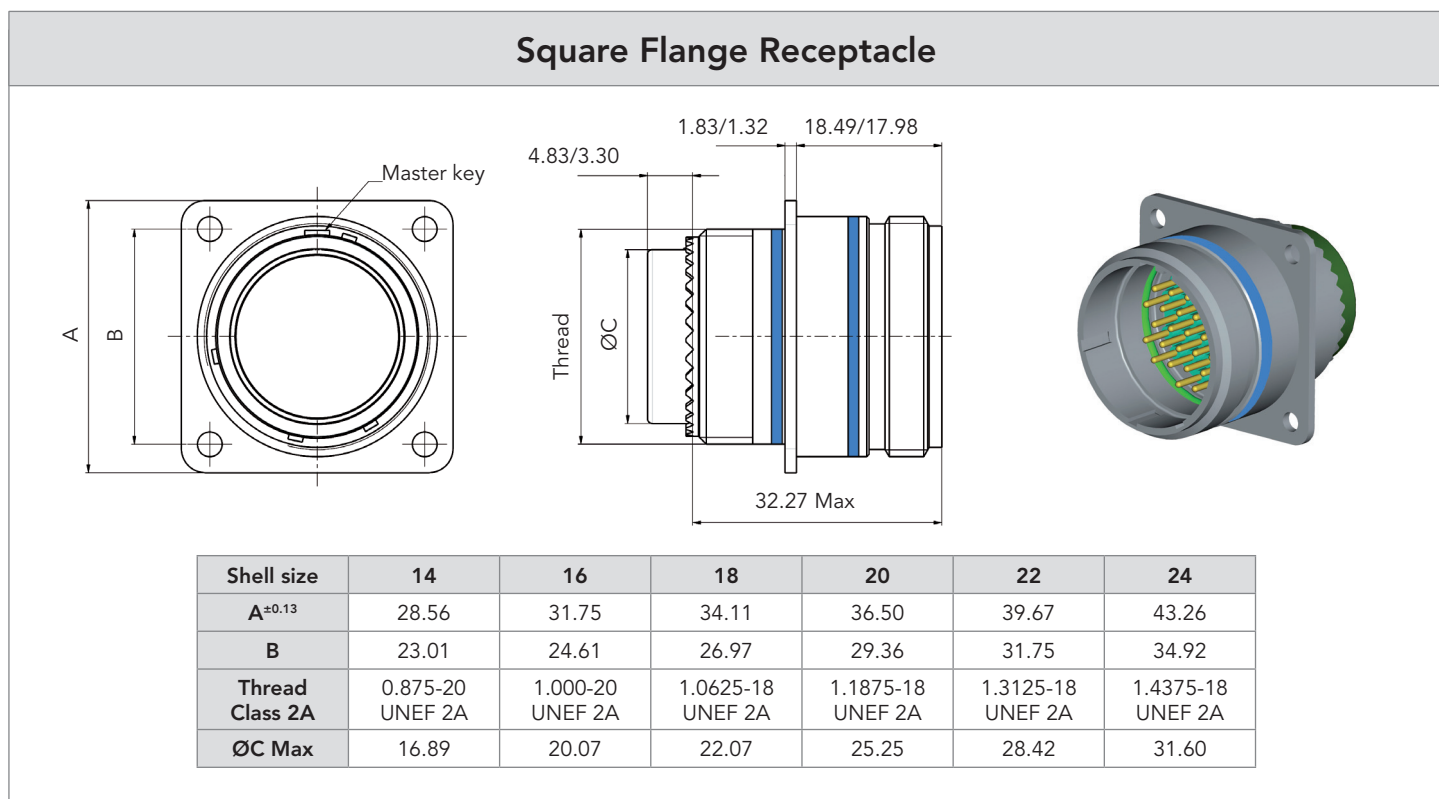 Square Flange Receptacle
1.83/1.32 18.49/17.98
4.83/3.30
Master key
A
B
Thread
ØC
32.27 Max
Shell size 14 16 18 20 22 24
A±0.13 28.56 31.75 34.11 36.50 39.67 43.26
B 23.01 24.61 26.97 29.36 31.75 34.92
Thread 0.875-20 1.000-20 1.0625-18 1.1875-18 1.3125-18 1.4375-18
Class 2A UNEF 2A UNEF 2A UNEF 2A UNEF 2A UNEF 2A UNEF 2A
ØC Max 16.89 20.07 22.07 25.25 28.42 31.60